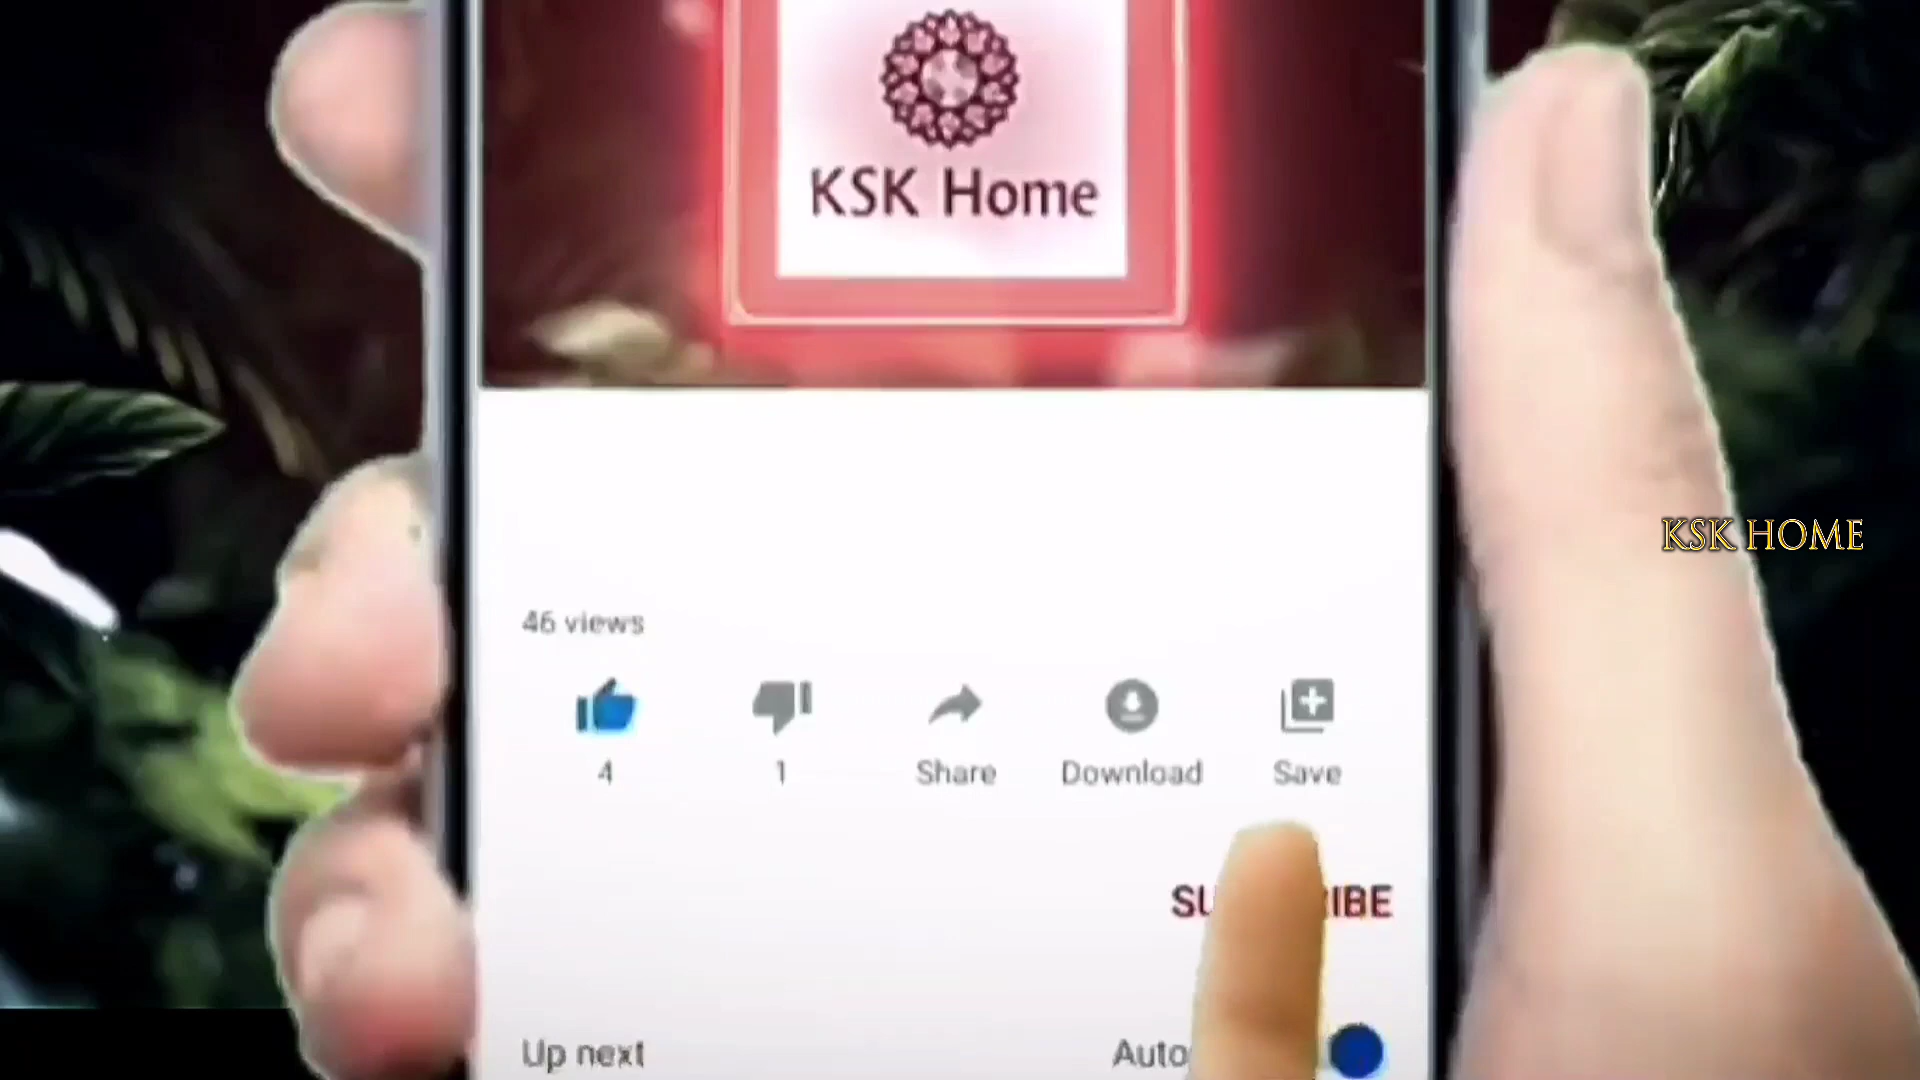 KSK Home
KSK HOME
46 views
4
1
Share
Download
Save
Up next